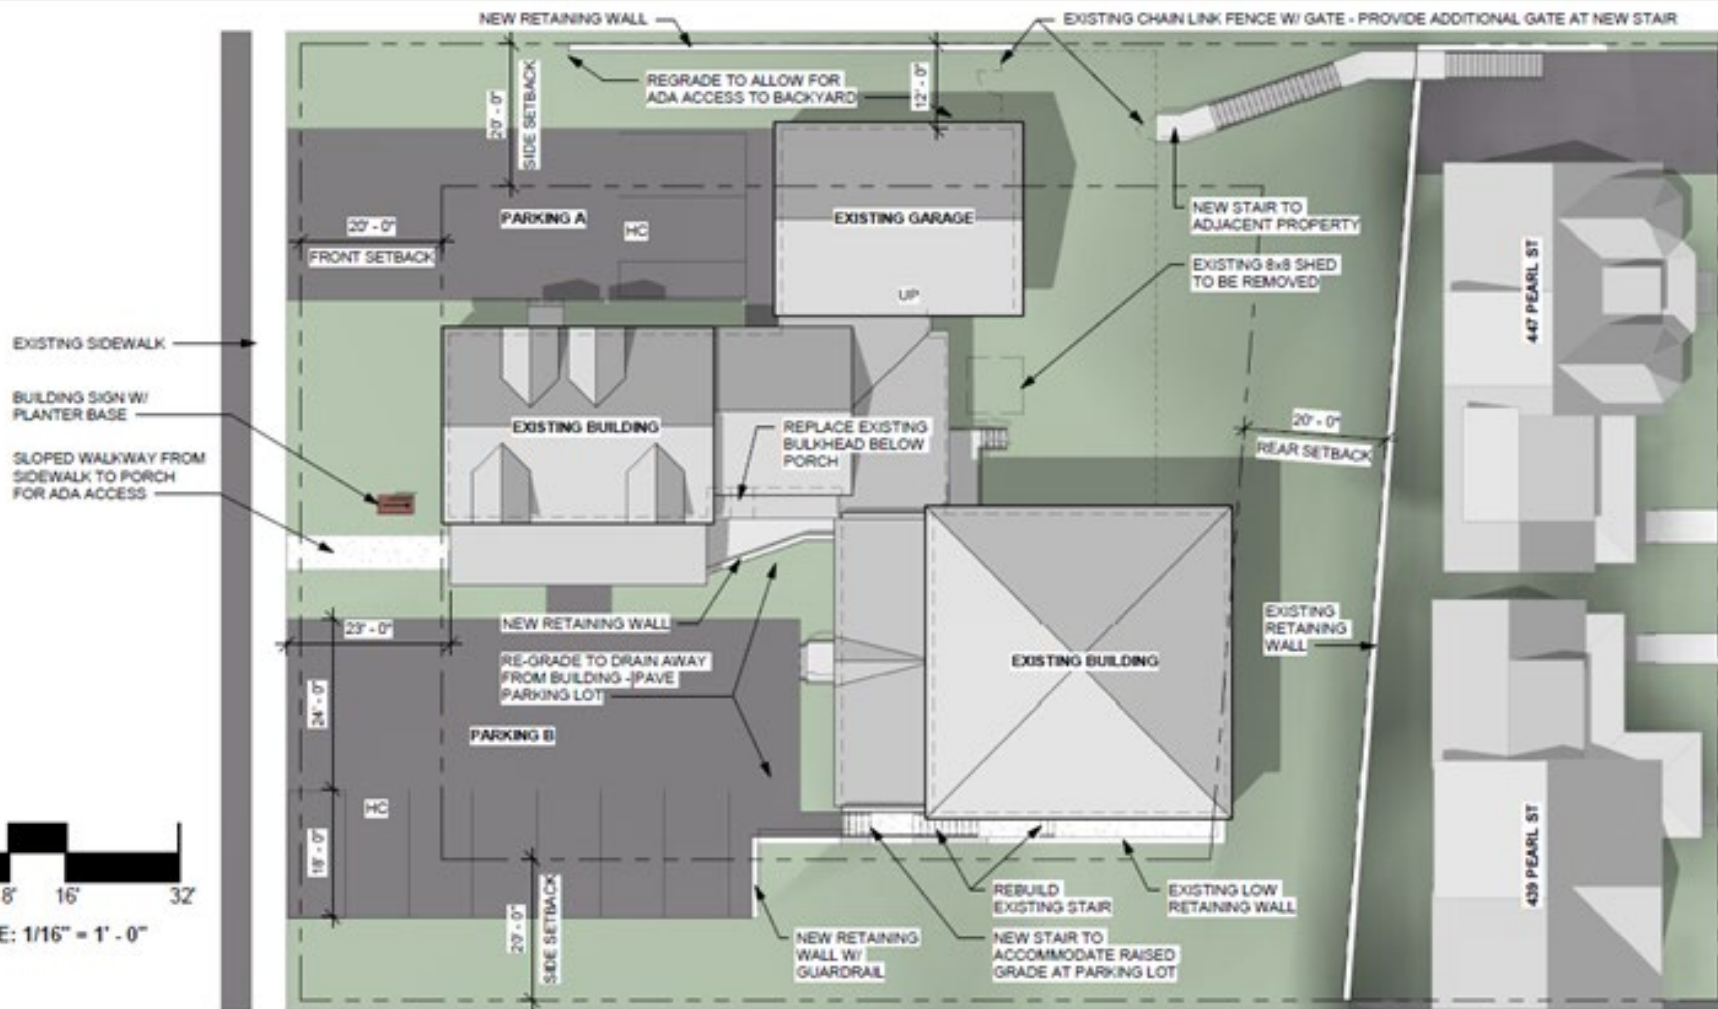 NEW RETAINING WALL
EXISTING CHAIN LINK FENCE W/ GATE - PROVIDE ADDITIONAL GATE AT NEW STAIR
REGRADE TO ALLOW FOR
ADA ACCESS TO BACKYARD
20' - 0"
SIDE SETBACK
12' - 0"
PARKING A
HC
EXISTING GARAGE
UP
20' - 0"
FRONT SETBACK
NEW STAIR TO
ADJACENT PROPERTY
EXISTING 8x8 SHED
TO BE REMOVED
447 PEARL ST
EXISTING SIDEWALK
BUILDING SIGN W/
PLANTER BASE
SLOPED WALKWAY FROM
SIDEWALK TO PORCH
FOR ADA ACCESS
EXISTING BUILDING
REPLACE EXISTING
BULKHEAD BELOW
PORCH
20' - 0"
REAR SETBACK
23' - 0"
NEW RETAINING WALL
RE-GRADE TO DRAIN AWAY
FROM BUILDING - PAVE
PARKING LOT
EXISTING BUILDING
EXISTING
RETAINING
WALL
24' - 0"
PARKING B
HC
18' - 0"
439 PEARL ST
8'
16'
32'
E: 1/16" = 1' - 0"
20' - 0"
SIDE SETBACK
NEW RETAINING
WALL W/
GUARDRAIL
REBUILD
EXISTING STAIR
NEW STAIR TO
ACCOMMODATE RAISED
GRADE AT PARKING LOT
EXISTING LOW
RETAINING WALL